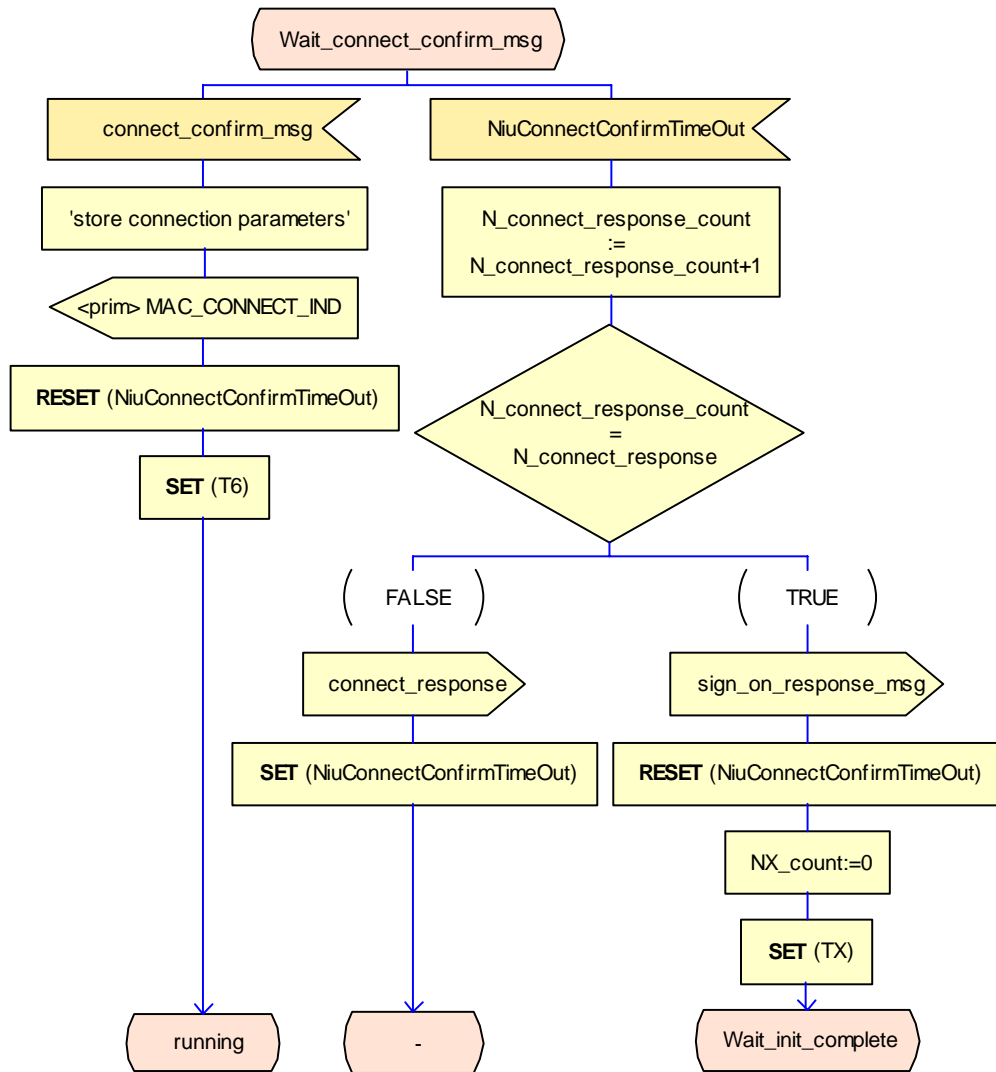 Wait_connect_confirm_msg
connect_confirm_msg
NiuConnectConfirmTimeOut
'store connection parameters'
N_connect_response_count
:=
N_connect_response_count+1
<prim> MAC_CONNECT_IND
RESET (NiuConnectConfirmTimeOut)
N_connect_response_count
=
N_connect_response
SET (T6)
FALSE
TRUE
connect_response
sign_on_response_msg
SET (NiuConnectConfirmTimeOut)
RESET (NiuConnectConfirmTimeOut)
NX_count:=0
SET (TX)
running
-
Wait_init_complete